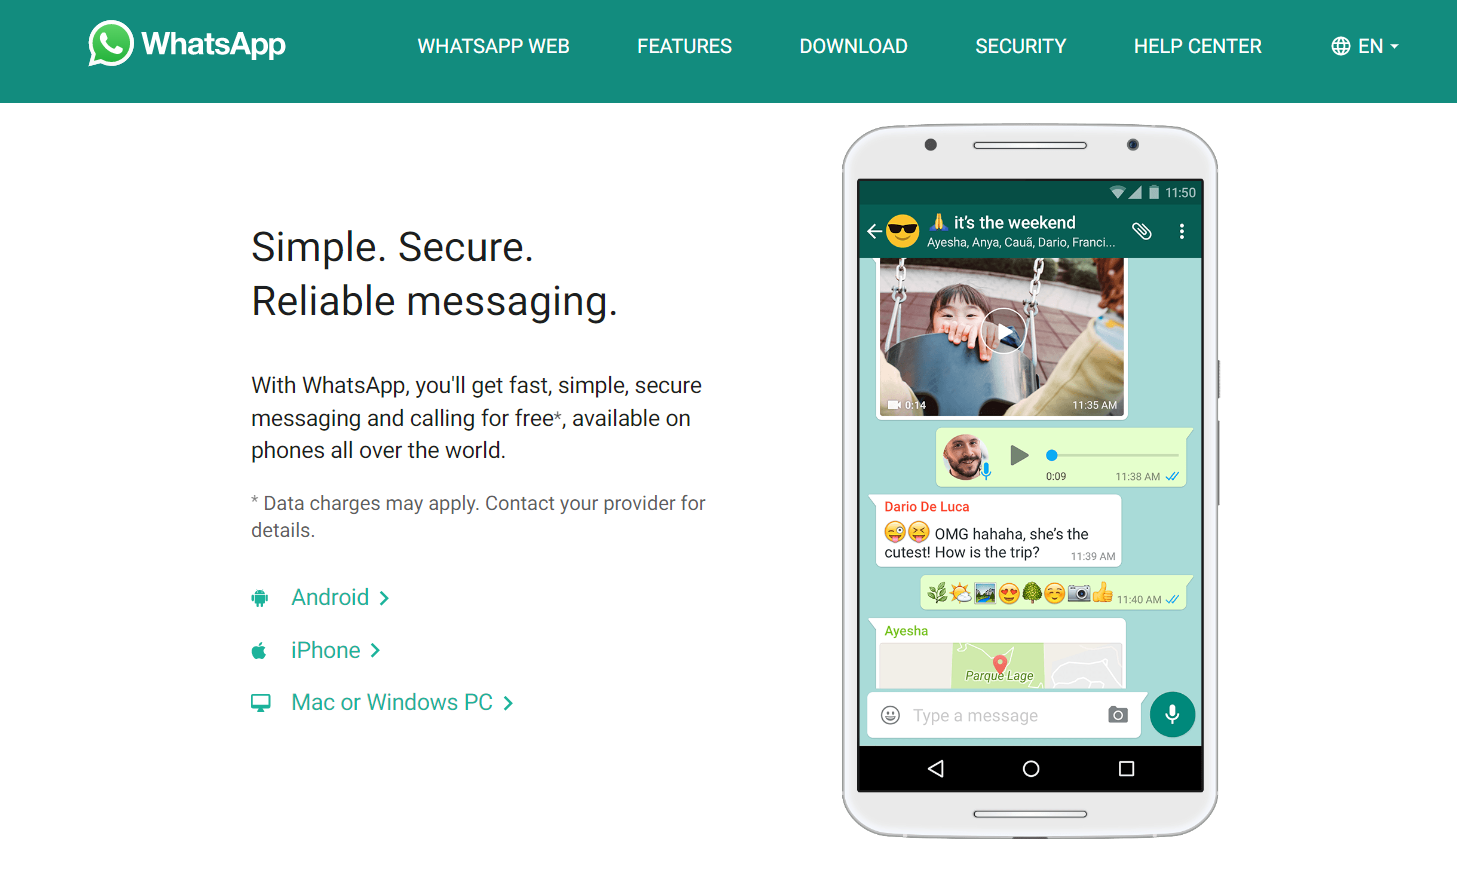 WhatsApp
WHATSAPP WEB
FEATURES
DOWNLOAD
SECURITY
HELP CENTER
EN
Simple. Secure.
Reliable messaging.
With WhatsApp, you'll get fast, simple, secure
messaging and calling for free*, available on
phones all over the world.
* Data charges may apply. Contact your provider for
details.
Android
iPhone
Mac or Windows PC
11:50
🙏 it's the weekend
Ayesha, Anya, Cauã, Dario, Franci...
0:14
11:35 AM
0:09
11:38 AM
Dario De Luca
😜😝 OMG hahaha, she's the
cutest! How is the trip?
11:39 AM
🌿🌤🏞😍🌳☺📷👍 11:40 AM
Ayesha
Parque Lage
Type a message